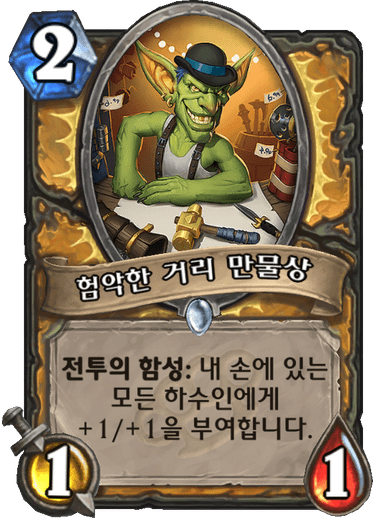 2
험악한 거리 만물상
전투의 함성: 내 손에 있는
모든 하수인에게
+1/+1을 부여합니다.
1
1